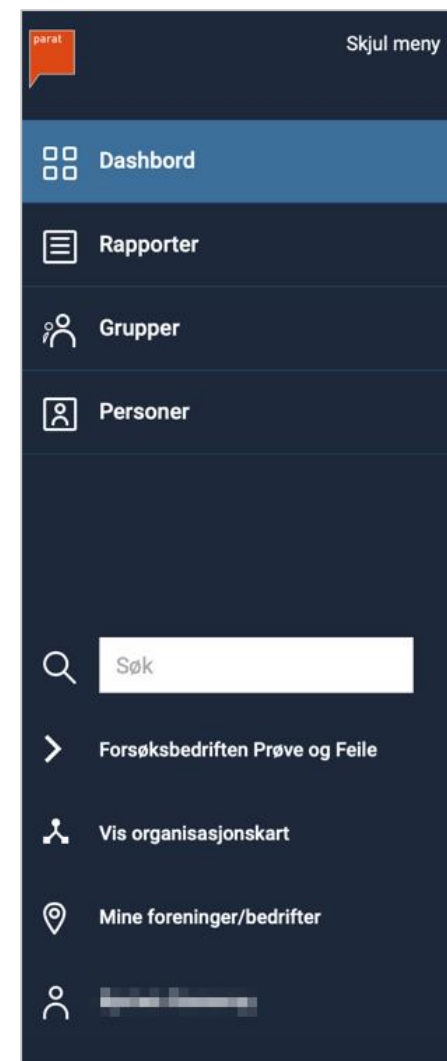 parat
Skjul meny
Dashbord
Rapporter
Grupper
Personer
Søk
Forsøksbedriften Prøve og Feile
Vis organisasjonskart
Mine foreninger/bedrifter